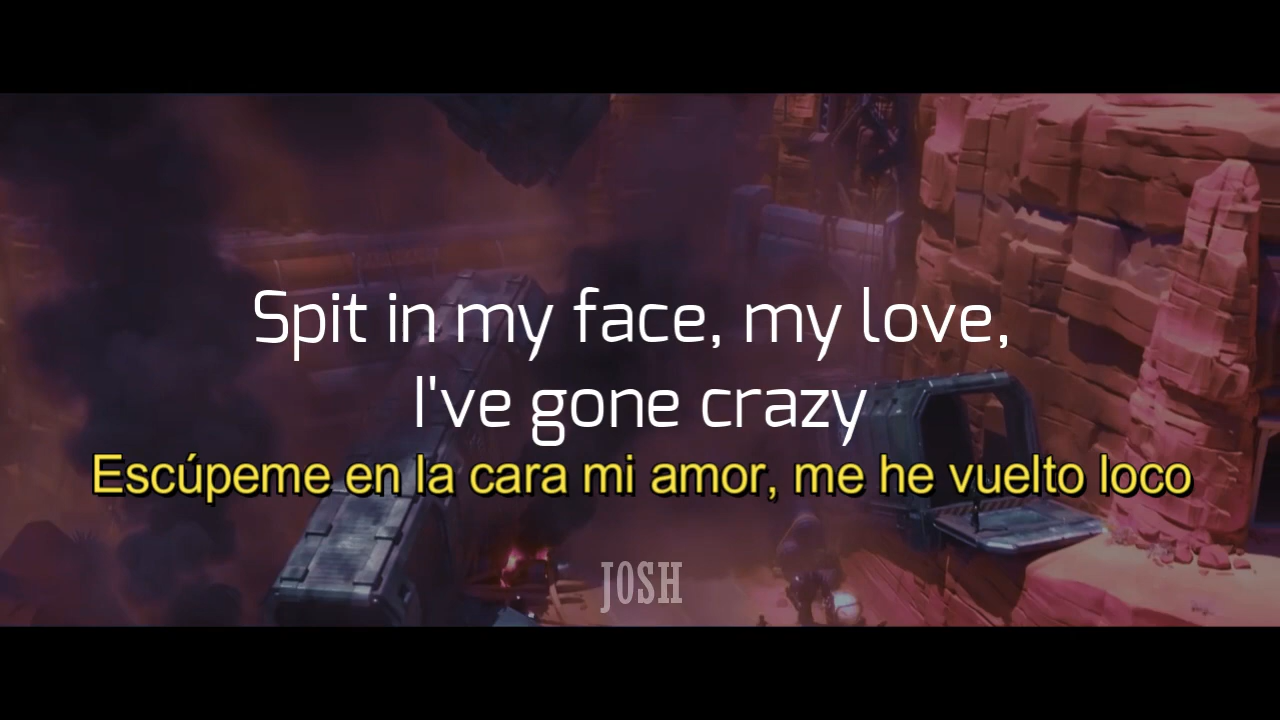 Spit in my face, my love,
I've gone crazy
Escúpeme en la cara mi amor, me he vuelto loco
JOSH